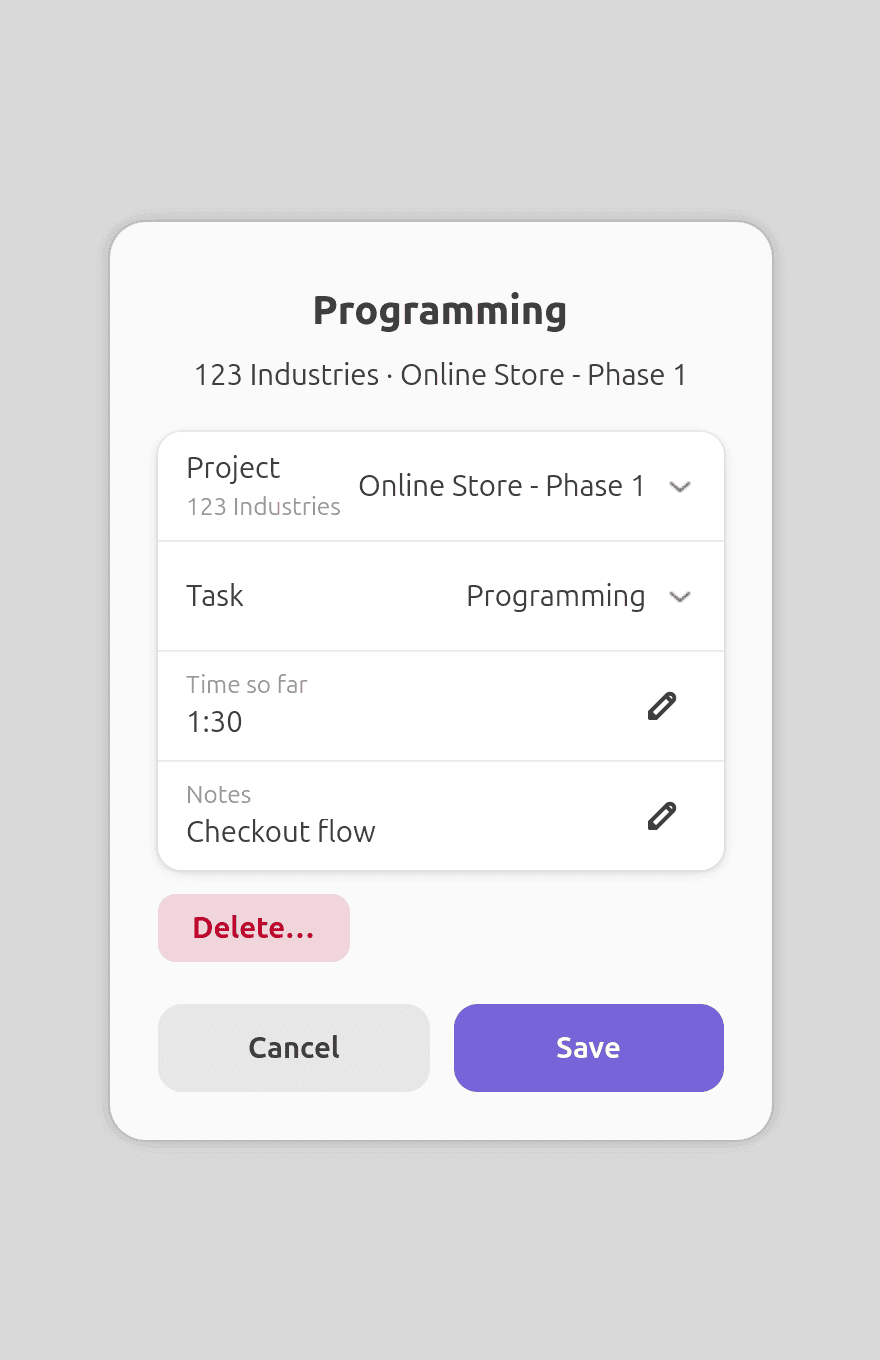 Programming
123 Industries · Online Store - Phase 1
Project
123 Industries
Online Store - Phase 1
Task
Programming
Time so far
1:30
Notes
Checkout flow
Delete…
Cancel
Save